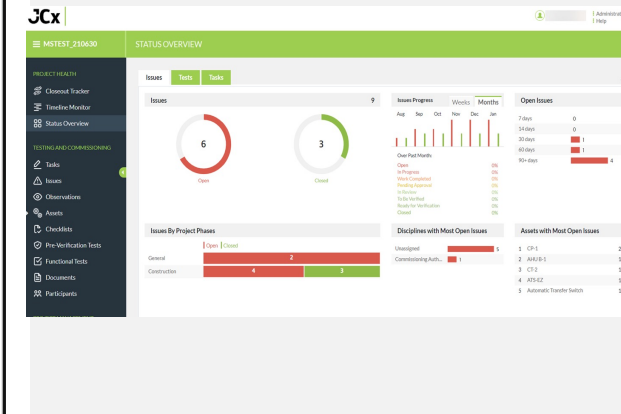 JCx
Administrat
Help
MSTEST_210630
STATUS OVERVIEW
PROJECT HEALTH
Closeout Tracker
Timeline Monitor
Status Overview
TESTING AND COMMISSIONING
Tasks
Issues
Observations
Assets
Checklists
Pre-Verification Tests
Functional Tests
Documents
Participants
Issues Tests Tasks
Issues 9
6
Open
3
Closed
Issues Progress Weeks Months
Aug Sep Oct Nov Dec Jan
Over Past Month:
Open 0%
In Progress 0%
Work Completed 0%
Pending Approval 0%
In Review 0%
To Be Verified 0%
Ready for Verification 0%
Closed 0%
Open Issues
7 days 0
14 days 0
30 days 1
60 days 1
90+ days 4
Issues By Project Phases
Open Closed
General 2
Construction 4 3
Disciplines with Most Open Issues
Unassigned 5
Commissioning Auth... 1
Assets with Most Open Issues
1 CP-1 2
2 AHU B-1 1
3 CT-2 1
4 ATS-EZ 1
5 Automatic Transfer Switch 1